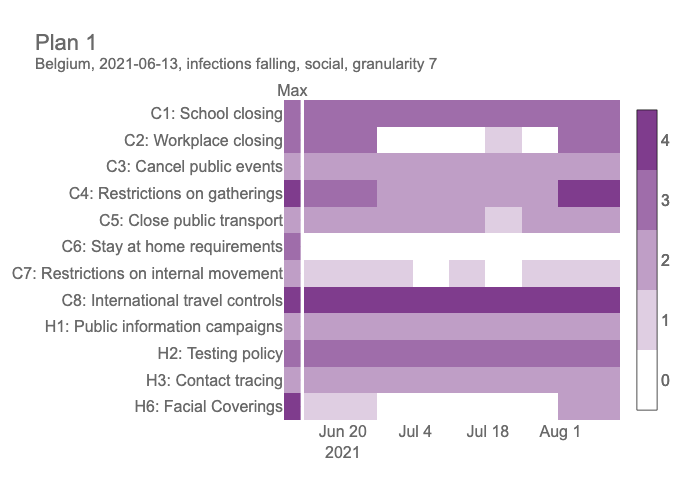 Plan 1
Belgium, 2021-06-13, infections falling, social, granularity 7
Max
C1: School closing
C2: Workplace closing
C3: Cancel public events
C4: Restrictions on gatherings
C5: Close public transport
C6: Stay at home requirements
C7: Restrictions on internal movement
C8: International travel controls
H1: Public information campaigns
H2: Testing policy
H3: Contact tracing
H6: Facial Coverings
Jun 20 Jul 4 Jul 18 Aug 1
2021
4
3
2
1
0